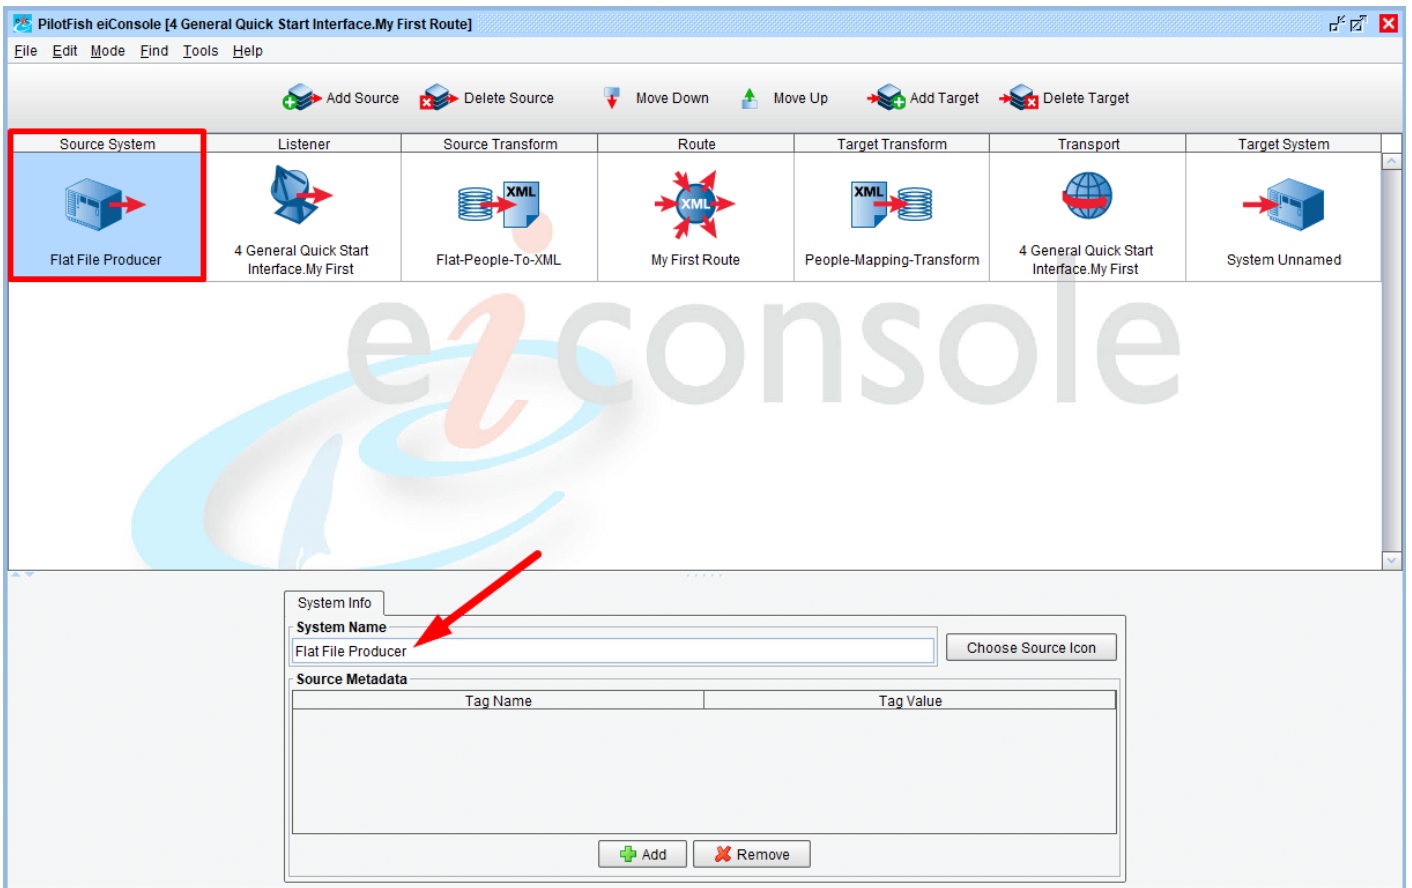 PilotFish eiConsole [4 General Quick Start Interface.My First Route]
File Edit Mode Find Tools Help
Add Source Delete Source Move Down Move Up Add Target Delete Target
Source System Listener Source Transform Route Target Transform Transport Target System
XML XML XML
Flat File Producer
4 General Quick Start
Interface.My First
Flat-People-To-XML
My First Route
People-Mapping-Transform
4 General Quick Start
Interface.My First
System Unnamed
eiconsole
System Info
System Name
Flat File Producer
Choose Source Icon
Source Metadata
Tag Name Tag Value
Add Remove